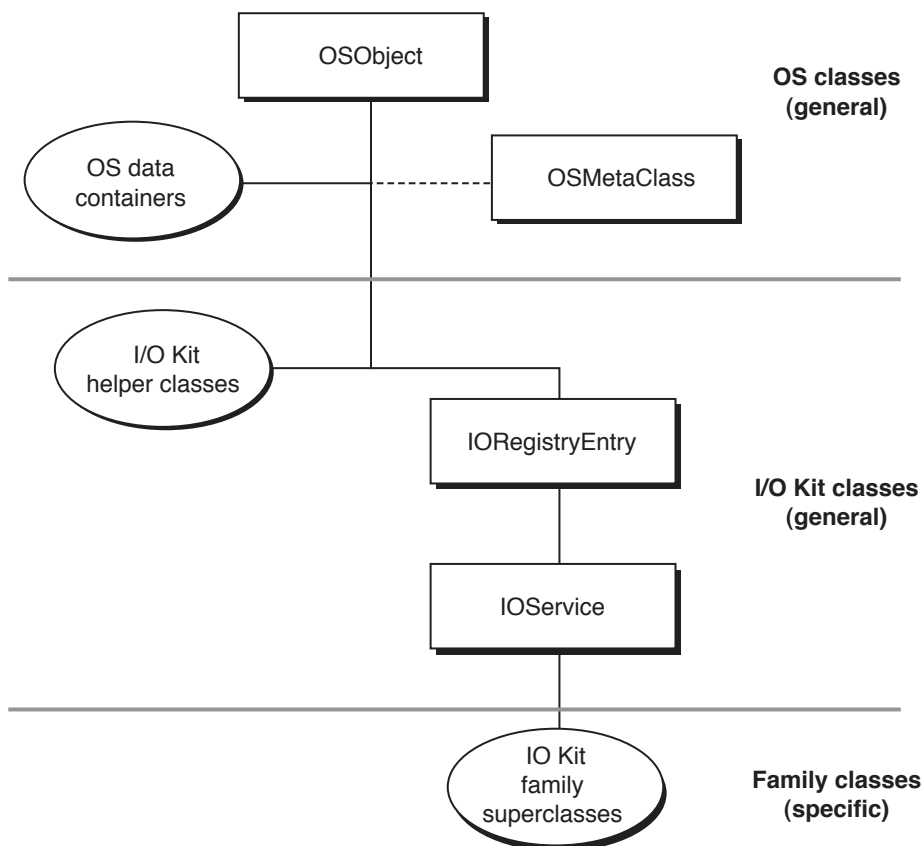 OSObject
OS classes
(general)
OS data
containers
OSMetaClass
I/O Kit
helper classes
IORegistryEntry
I/O Kit classes
(general)
IOService
IO Kit
family
superclasses
Family classes
(specific)